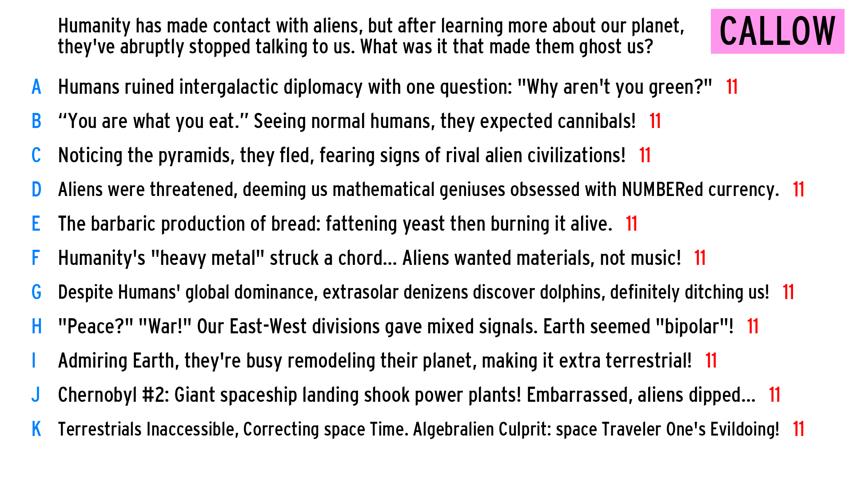 Humanity has made contact with aliens, but after learning more about our planet,
they've abruptly stopped talking to us. What was it that made them ghost us?
CALLOW
A Humans ruined intergalactic diplomacy with one question: "Why aren't you green?" 11
B “You are what you eat.” Seeing normal humans, they expected cannibals! 11
C Noticing the pyramids, they fled, fearing signs of rival alien civilizations! 11
D Aliens were threatened, deeming us mathematical geniuses obsessed with NUMBERed currency. 11
E The barbaric production of bread: fattening yeast then burning it alive. 11
F Humanity's "heavy metal" struck a chord... Aliens wanted materials, not music! 11
G Despite Humans' global dominance, extrasolar denizens discover dolphins, definitely ditching us! 11
H "Peace?" "War!" Our East-West divisions gave mixed signals. Earth seemed "bipolar"! 11
I Admiring Earth, they're busy remodeling their planet, making it extra terrestrial! 11
J Chernobyl #2: Giant spaceship landing shook power plants! Embarrassed, aliens dipped... 11
K Terrestrials Inaccessible, Correcting space Time. Algebralien Culprit: space Traveler One's Evildoing! 11